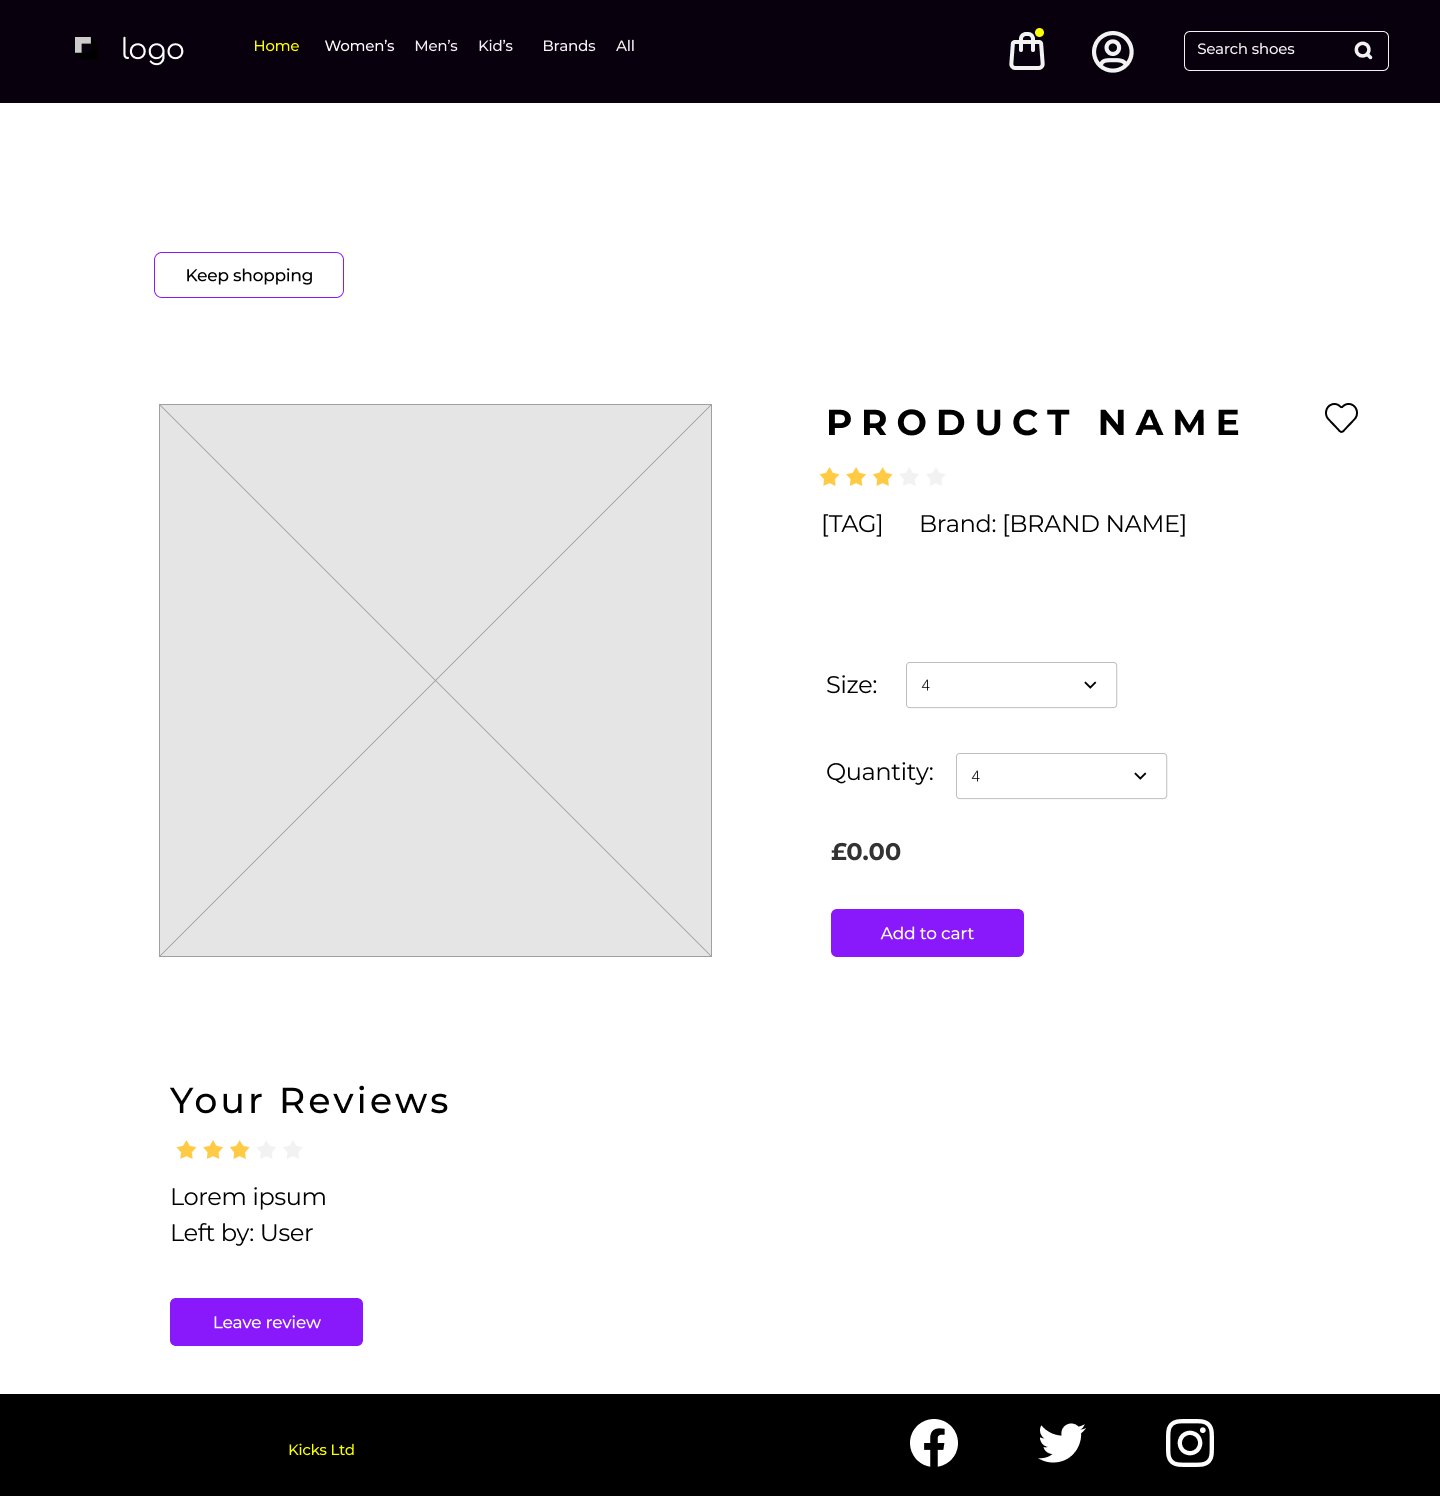 logo
Home Women’s Men’s Kid’s Brands All
Search shoes
Keep shopping
PRODUCT NAME
[TAG] Brand: [BRAND NAME]
Size: 4
Quantity: 4
£0.00
Add to cart
Your Reviews
Lorem ipsum
Left by: User
Leave review
Kicks Ltd